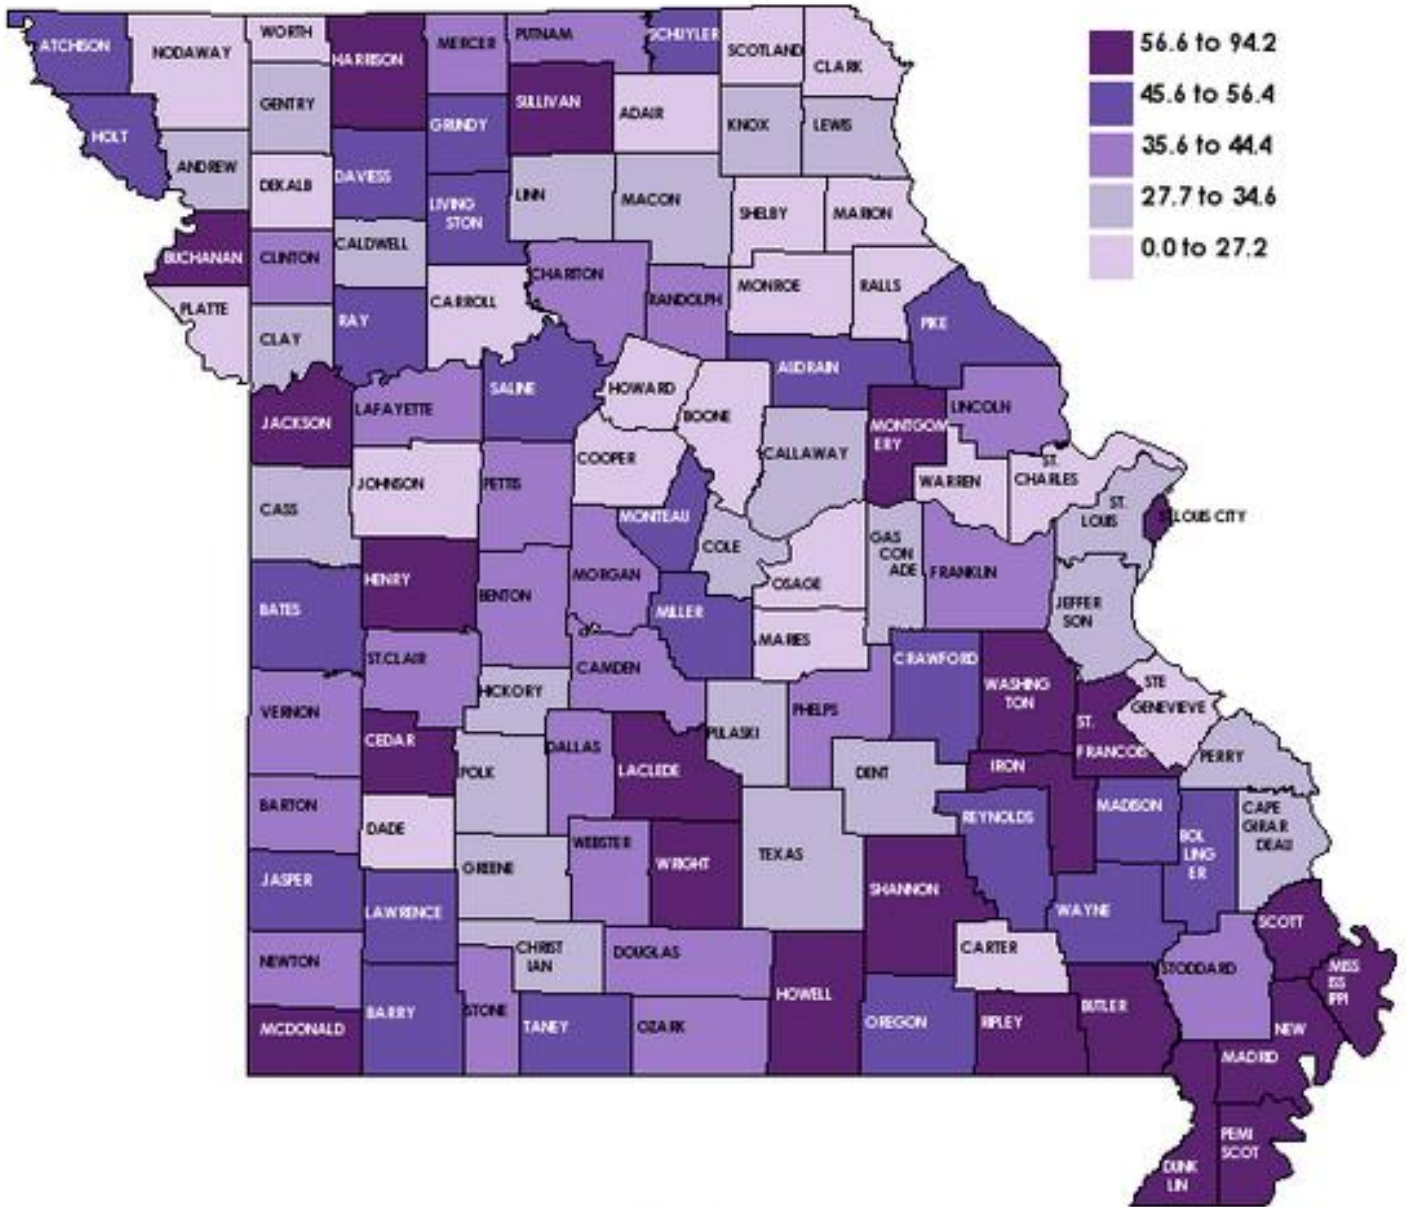 56.6 to 94.2
45.6 to 56.4
35.6 to 44.4
27.7 to 34.6
0.0 to 27.2
ATCHISON
NODAWAY
WORTH
HARRISON
MERCER
PUTNAM
SCHUYLER
SCOTLAND
CLARK
HOLT
ANDREW
GENTRY
DEKALB
DAVIESS
GRUNDY
SULLIVAN
ADAIR
KNOX
LEWIS
LIVING
STON
LINN
MACON
SHELBY
MARION
BUCHANAN
CLINTON
CALDWELL
CHARITON
RANDOLPH
MONROE
RALLS
PLATTE
CLAY
RAY
CARROLL
PIKE
AUDRAIN
JACKSON
LAFAYETTE
SALINE
HOWARD
BOONE
CALLAWAY
MONTGOM
ERY
LINCOLN
CASS
JOHNSON
PETTIS
COOPER
MONTEAU
COLE
OSAGE
GAS
CON
ADE
WARREN
ST.
CHARLES
ST.
LOUIS
LOUIS CITY
FRANKLIN
JEFFER
SON
BATES
HENRY
BENTON
MORGAN
MILLER
MARIES
ST.CLAIR
HICKORY
CAMDEN
PULASKI
PHELPS
CRAWFORD
WASHING
TON
ST.
FRANCOIS
STE
GENEVIEVE
PERRY
VERNON
CEDAR
POLK
DALLAS
LACLEDE
DENT
IRON
REYNOLDS
MADISON
BOL
LING
ER
CAPE
GIRAR
DEAU
BARTON
DADE
GREENE
WEBSTER
WRIGHT
TEXAS
SHANNON
WAYNE
SCOTT
JASPER
LAWRENCE
NEWTON
CHRIST
IAN
DOUGLAS
HOWELL
CARTER
STODDARD
MISS
ISS
IPPI
MCDONALD
BARRY
STONE
TANEY
OZARK
OREGON
RIPLEY
BUTLER
NEW
MADRID
PEMI
SCOT
DUNK
LIN